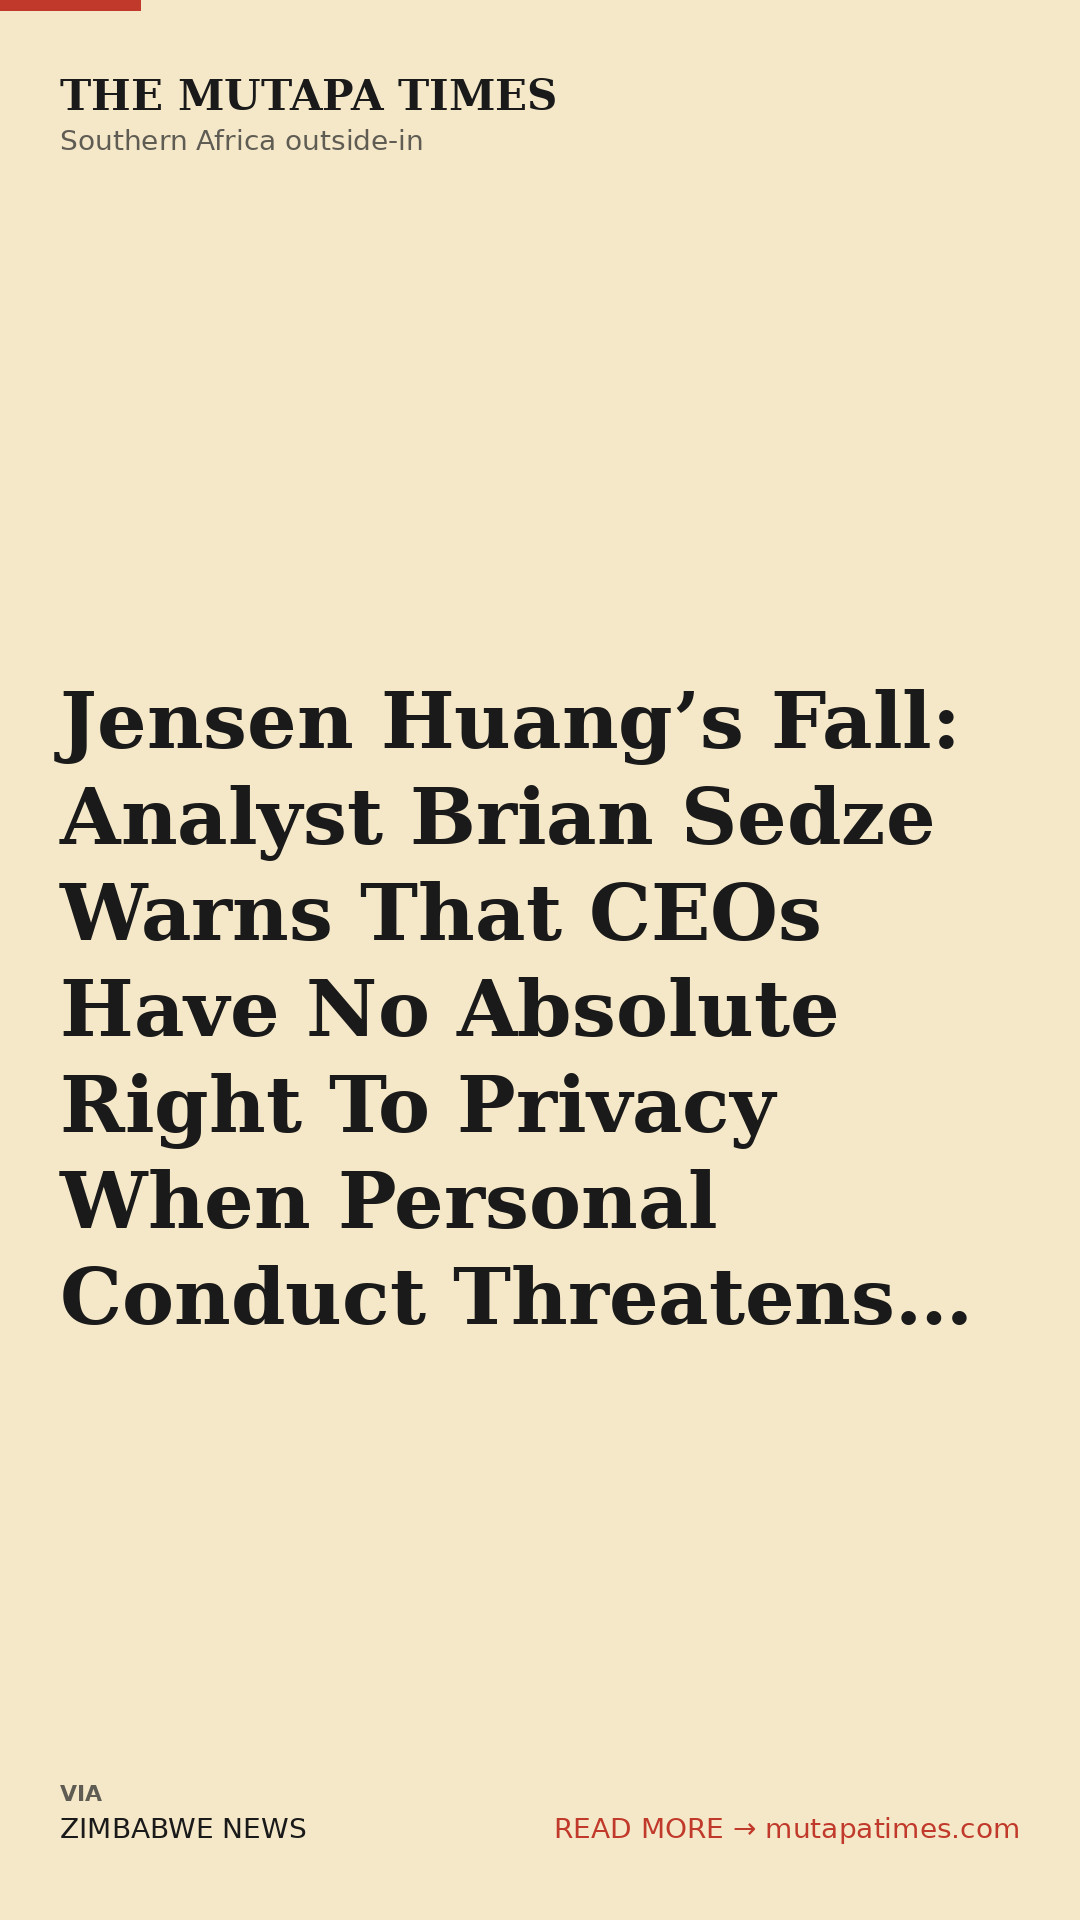 THE MUTAPA TIMES
Southern Africa outside-in
Jensen Huang’s Fall:
Analyst Brian Sedze
Warns That CEOs
Have No Absolute
Right To Privacy
When Personal
Conduct Threatens…
VIA
ZIMBABWE NEWS
READ MORE → mutapatimes.com